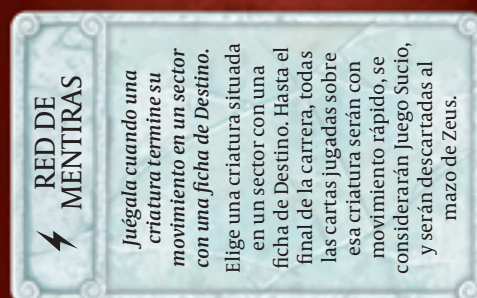 RED DE
MENTIRAS
Juégala cuando una
criatura termine su
movimiento en un sector
con una ficha de Destino.
Elige una criatura situada
en un sector con una
ficha de Destino. Hasta el
final de la carrera, todas
las cartas jugadas sobre
esa criatura serán con
movimiento rápido, se
considerarán Juego Sucio,
y serán descartadas al
mazo de Zeus.